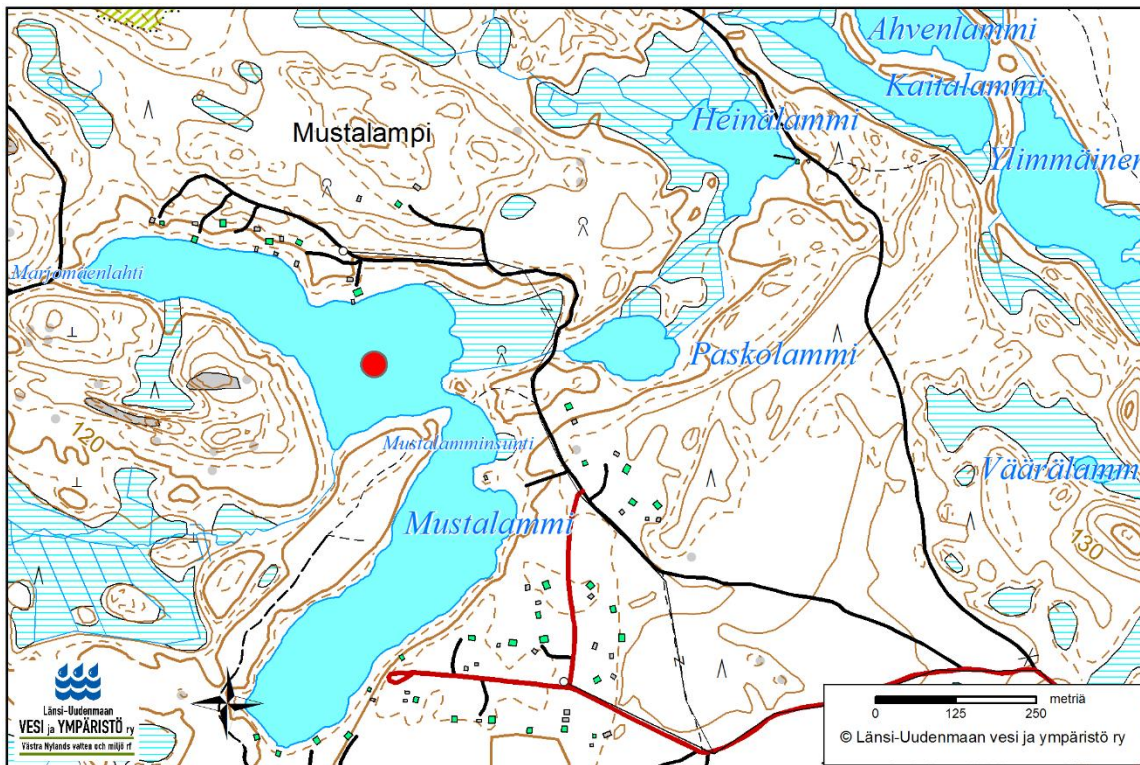 Ahvenlammi
Kaitalammi
Heinälammi
Mustalampi
Ylimmäinen
Marjomäenlahti
Paskolammi
120
Mustalamminsunti
Väärälammi
Mustalammi
130
Länsi-Uudenmaan
VESI ja YMPÄRISTÖ ry
Västra Nylands vatten och miljö rf
metriä
0 125 250
© Länsi-Uudenmaan vesi ja ympäristö ry